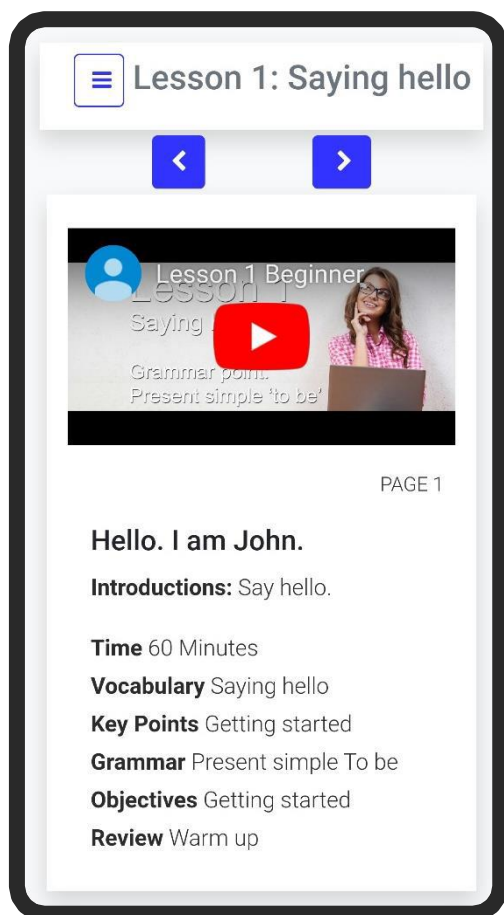 Lesson 1: Saying hello
Lesson 1 Beginner
Lesson 1
Saying
Grammar point:
Present simple 'to be'
PAGE 1
Hello. I am John.
Introductions: Say hello.
Time 60 Minutes
Vocabulary Saying hello
Key Points Getting started
Grammar Present simple To be
Objectives Getting started
Review Warm up